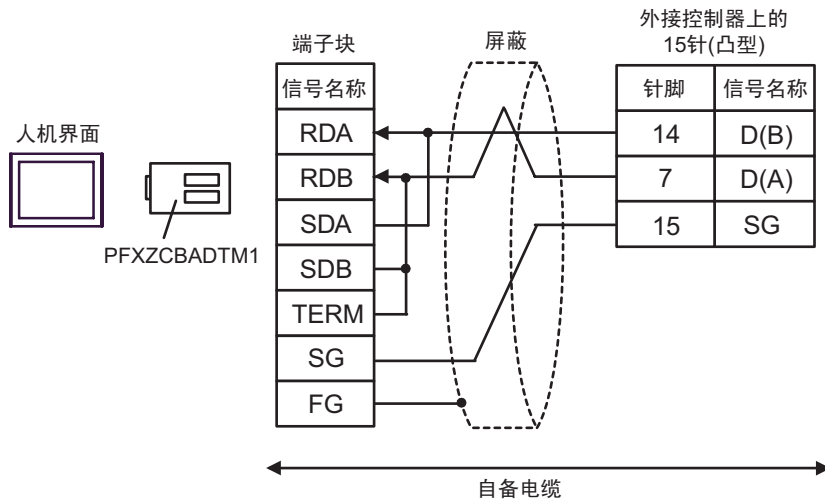 人机界面
PFXZCBADTM1
端子块
信号名称
RDA
RDB
SDA
SDB
TERM
SG
FG
屏蔽
外接控制器上的
15针(凸型)
针脚 信号名称
14 D(B)
7 D(A)
15 SG
自备电缆